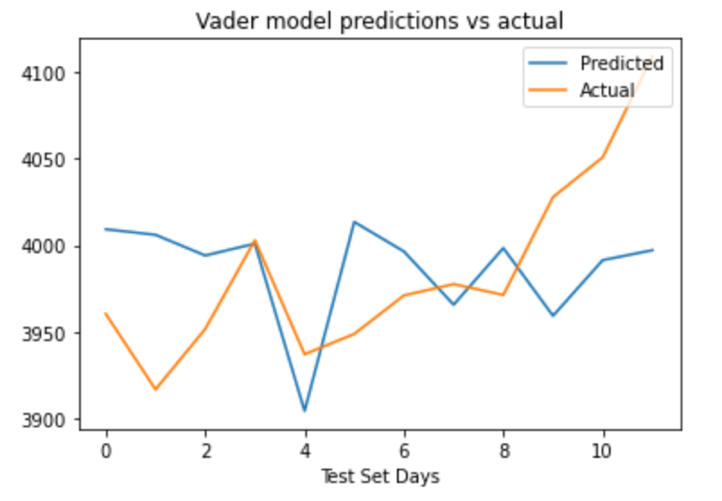 Vader model predictions vs actual
Predicted
Actual
4100
4050
4000
3950
3900
0 2 4 6 8 10
Test Set Days